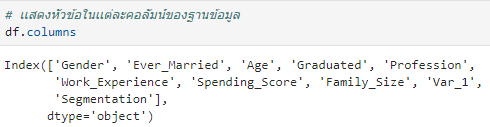 # แสดงหัวข้อในแต่ละคอลัมน์ของฐานข้อมูล
df.columns
Index(['Gender', 'Ever_Married', 'Age', 'Graduated', 'Profession',
'Work_Experience', 'Spending_Score', 'Family_Size', 'Var_1',
'Segmentation'],
dtype='object')